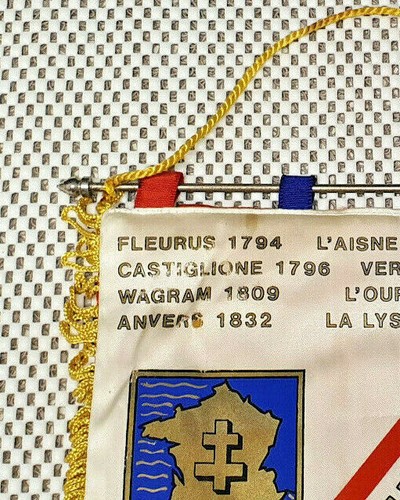 FLEURUS 1794 L'AISNE
CASTIGLIONE 1796 VER
WAGRAM 1809 L'OUR
ANVERS 1832 LA LYS